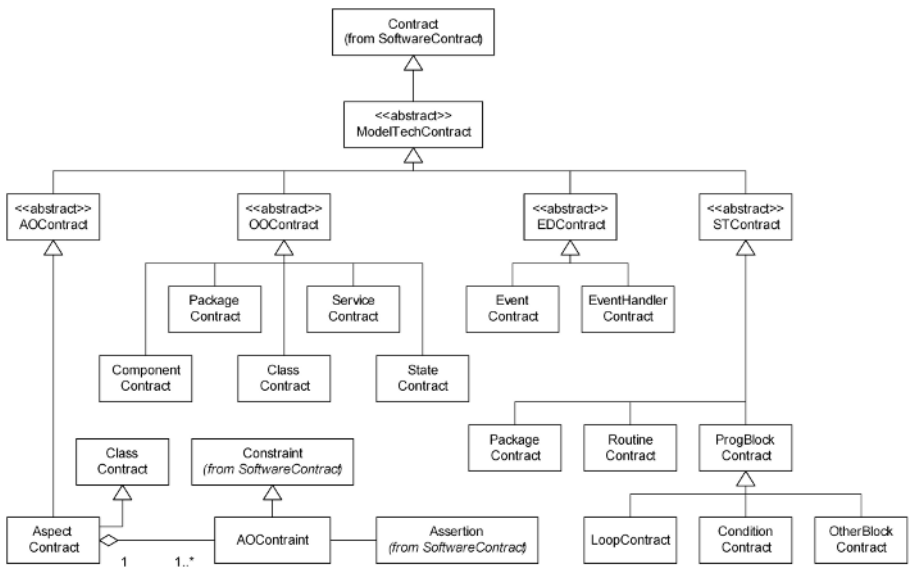 Contract
(from SoftwareContract)
<<abstract>>
ModelTechContract
<<abstract>>
AOContract
<<abstract>>
OOContract
<<abstract>>
EDContract
<<abstract>>
STContract
Package
Contract
Service
Contract
Event
Contract
EventHandler
Contract
Component
Contract
Class
Contract
State
Contract
Package
Contract
Routine
Contract
ProgBlock
Contract
Class
Contract
Constraint
(from SoftwareContract)
Aspect
Contract
1
1..*
AOContraint
Assertion
(from SoftwareContract)
LoopContract
Condition
Contract
OtherBlock
Contract